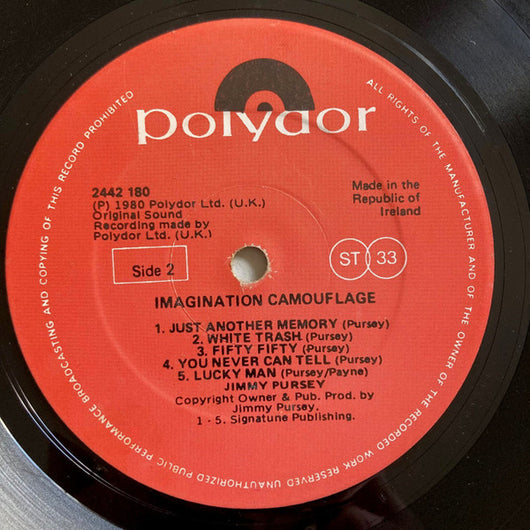 polydor
2442 180
(P) 1980 Polydor Ltd. (U.K.)
Original Sound
Recording made by
Polydor Ltd. (U.K.)
Made in the
Republic of
Ireland
Side 2
ST 33
IMAGINATION CAMOUFLAGE
1. JUST ANOTHER MEMORY (Pursey)
2. WHITE TRASH (Pursey)
3. FIFTY FIFTY (Pursey)
4. YOU NEVER CAN TELL (Pursey)
5. LUCKY MAN (Pursey/Payne)
JIMMY PURSEY
Copyright Owner & Pub. Prod. by
Jimmy Pursey.
1 - 5. Signatune Publishing.
ALL RIGHTS OF THE MANUFACTURER AND OF THE OWNER OF THE RECORDED WORK RESERVED UNAUTHORIZED PUBLIC PERFORMANCE BROADCASTING AND COPYING OF THIS RECORD PROHIBITED